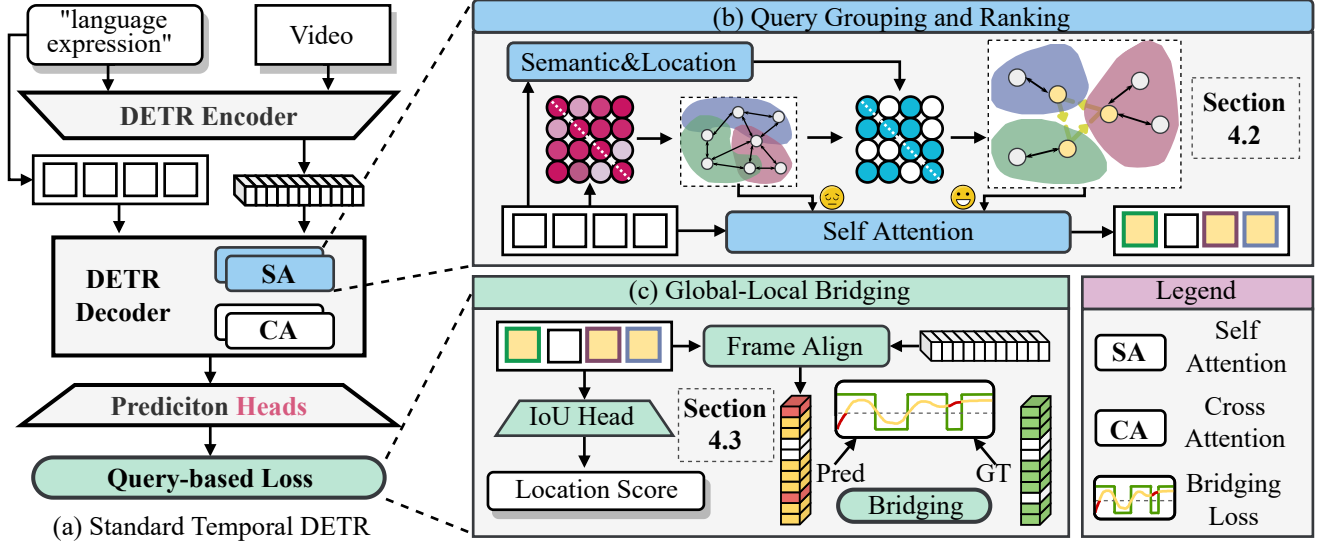 "language
expression"
Video
DETR Encoder
DETR
Decoder
SA
CA
Prediciton Heads
Query-based Loss
(a) Standard Temporal DETR
(b) Query Grouping and Ranking
Semantic&Location
Section
4.2
Self Attention
(c) Global-Local Bridging
Frame Align
IoU Head
Section
4.3
Location Score
Pred
GT
Bridging
Legend
SA
Self
Attention
CA
Cross
Attention
Bridging
Loss